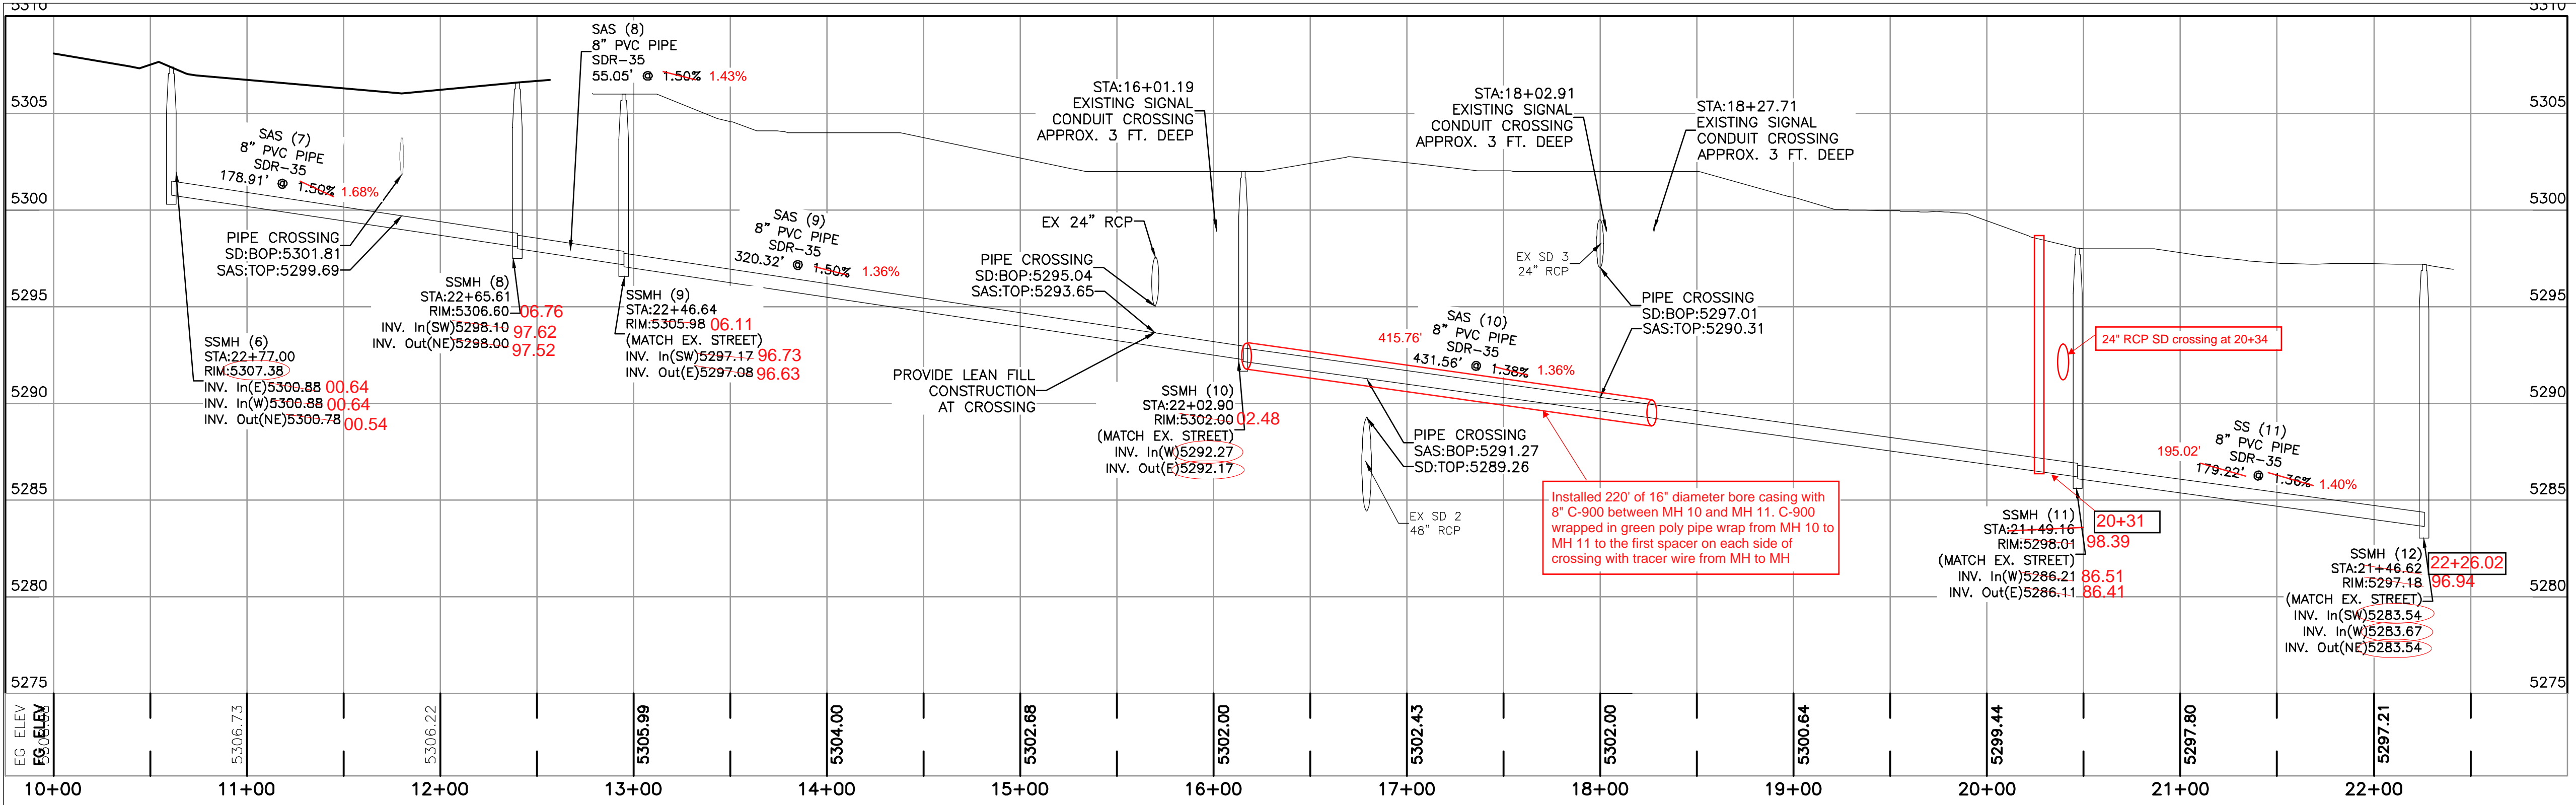 5310
5310
5305
5300
5295
5290
5285
5280
5275
5305
5300
5295
5290
5285
5280
5275
SAS (7)
8" PVC PIPE
SDR-35
178.91' @ 1.50% 1.68%
PIPE CROSSING
SD:BOP:5301.81
SAS:TOP:5299.69
SSMH (6)
STA:22+77.00
RIM:5307.38
INV. In(E)5300.88 00.64
INV. In(W)5300.88 00.64
INV. Out(NE)5300.78 00.54
SSMH (8)
STA:22+65.61
RIM:5306.60 06.76
INV. In(SW)5298.10 97.62
INV. Out(NE)5298.00 97.52
SAS (8)
8" PVC PIPE
SDR-35
55.05' @ 1.50% 1.43%
SSMH (9)
STA:22+46.64
RIM:5305.98 06.11
(MATCH EX. STREET)
INV. In(SW)5297.17 96.73
INV. Out(E)5297.08 96.63
SAS (9)
8" PVC PIPE
SDR-35
320.32' @ 1.50% 1.36%
STA:16+01.19
EXISTING SIGNAL
CONDUIT CROSSING
APPROX. 3 FT. DEEP
EX 24" RCP
PIPE CROSSING
SD:BOP:5295.04
SAS:TOP:5293.65
PROVIDE LEAN FILL
CONSTRUCTION
AT CROSSING
SSMH (10)
STA:22+02.90
RIM:5302.00 02.48
(MATCH EX. STREET)
INV. In(W)5292.27
INV. Out(E)5292.17
STA:18+02.91
EXISTING SIGNAL
CONDUIT CROSSING
APPROX. 3 FT. DEEP
STA:18+27.71
EXISTING SIGNAL
CONDUIT CROSSING
APPROX. 3 FT. DEEP
EX SD 3
24" RCP
PIPE CROSSING
SD:BOP:5297.01
SAS:TOP:5290.31
SAS (10)
8" PVC PIPE
SDR-35
415.76'
431.56' @ 1.38% 1.36%
PIPE CROSSING
SAS:BOP:5291.27
SD:TOP:5289.26
EX SD 2
48" RCP
Installed 220' of 16" diameter bore casing with
8" C-900 between MH 10 and MH 11. C-900
wrapped in green poly pipe wrap from MH 10 to
MH 11 to the first spacer on each side of
crossing with tracer wire from MH to MH
24" RCP SD crossing at 20+34
SSMH (11)
STA:21+49.16 20+31
RIM:5298.01 98.39
(MATCH EX. STREET)
INV. In(W)5286.21 86.51
INV. Out(E)5286.11 86.41
SS (11)
8" PVC PIPE
SDR-35
195.02'
179.22' @ 1.36% 1.40%
SSMH (12)
STA:21+46.62 22+26.02
RIM:5297.18 96.94
(MATCH EX. STREET)
INV. In(SW)5283.54
INV. In(W)5283.67
INV. Out(NE)5283.54
EG ELEV
EG ELEV
5306.73
5306.22
5305.99
5304.00
5302.68
5302.00
5302.43
5302.00
5300.64
5299.44
5297.80
5297.21
10+00
11+00
12+00
13+00
14+00
15+00
16+00
17+00
18+00
19+00
20+00
21+00
22+00